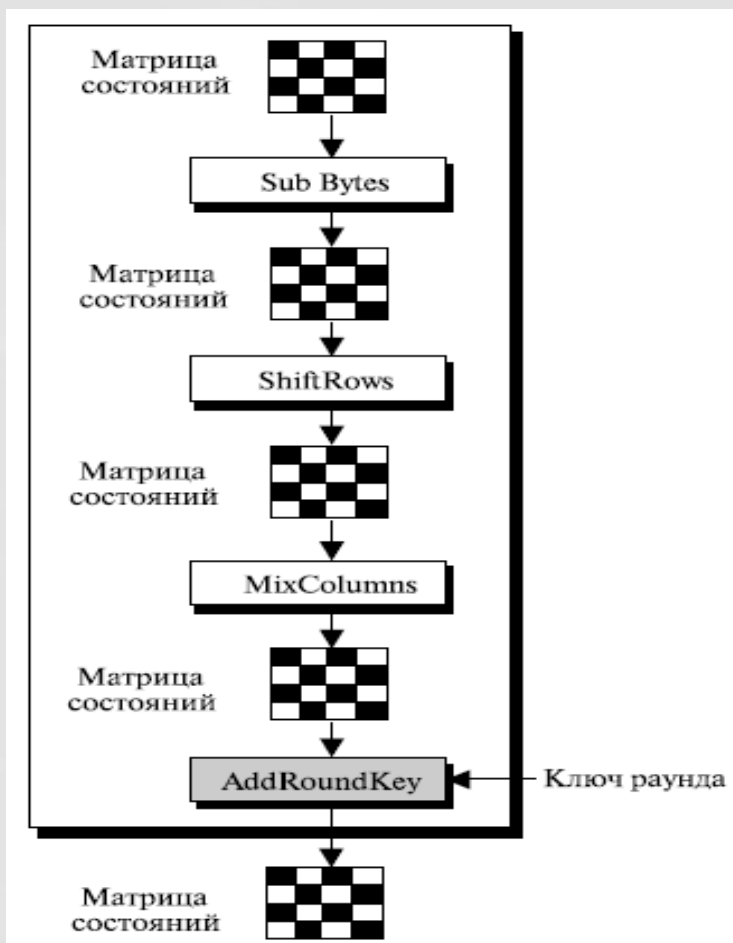 Матрица
состояний
Sub Bytes
Матрица
состояний
ShiftRows
Матрица
состояний
MixColumns
Матрица
состояний
AddRoundKey
Ключ раунда
Матрица
состояний